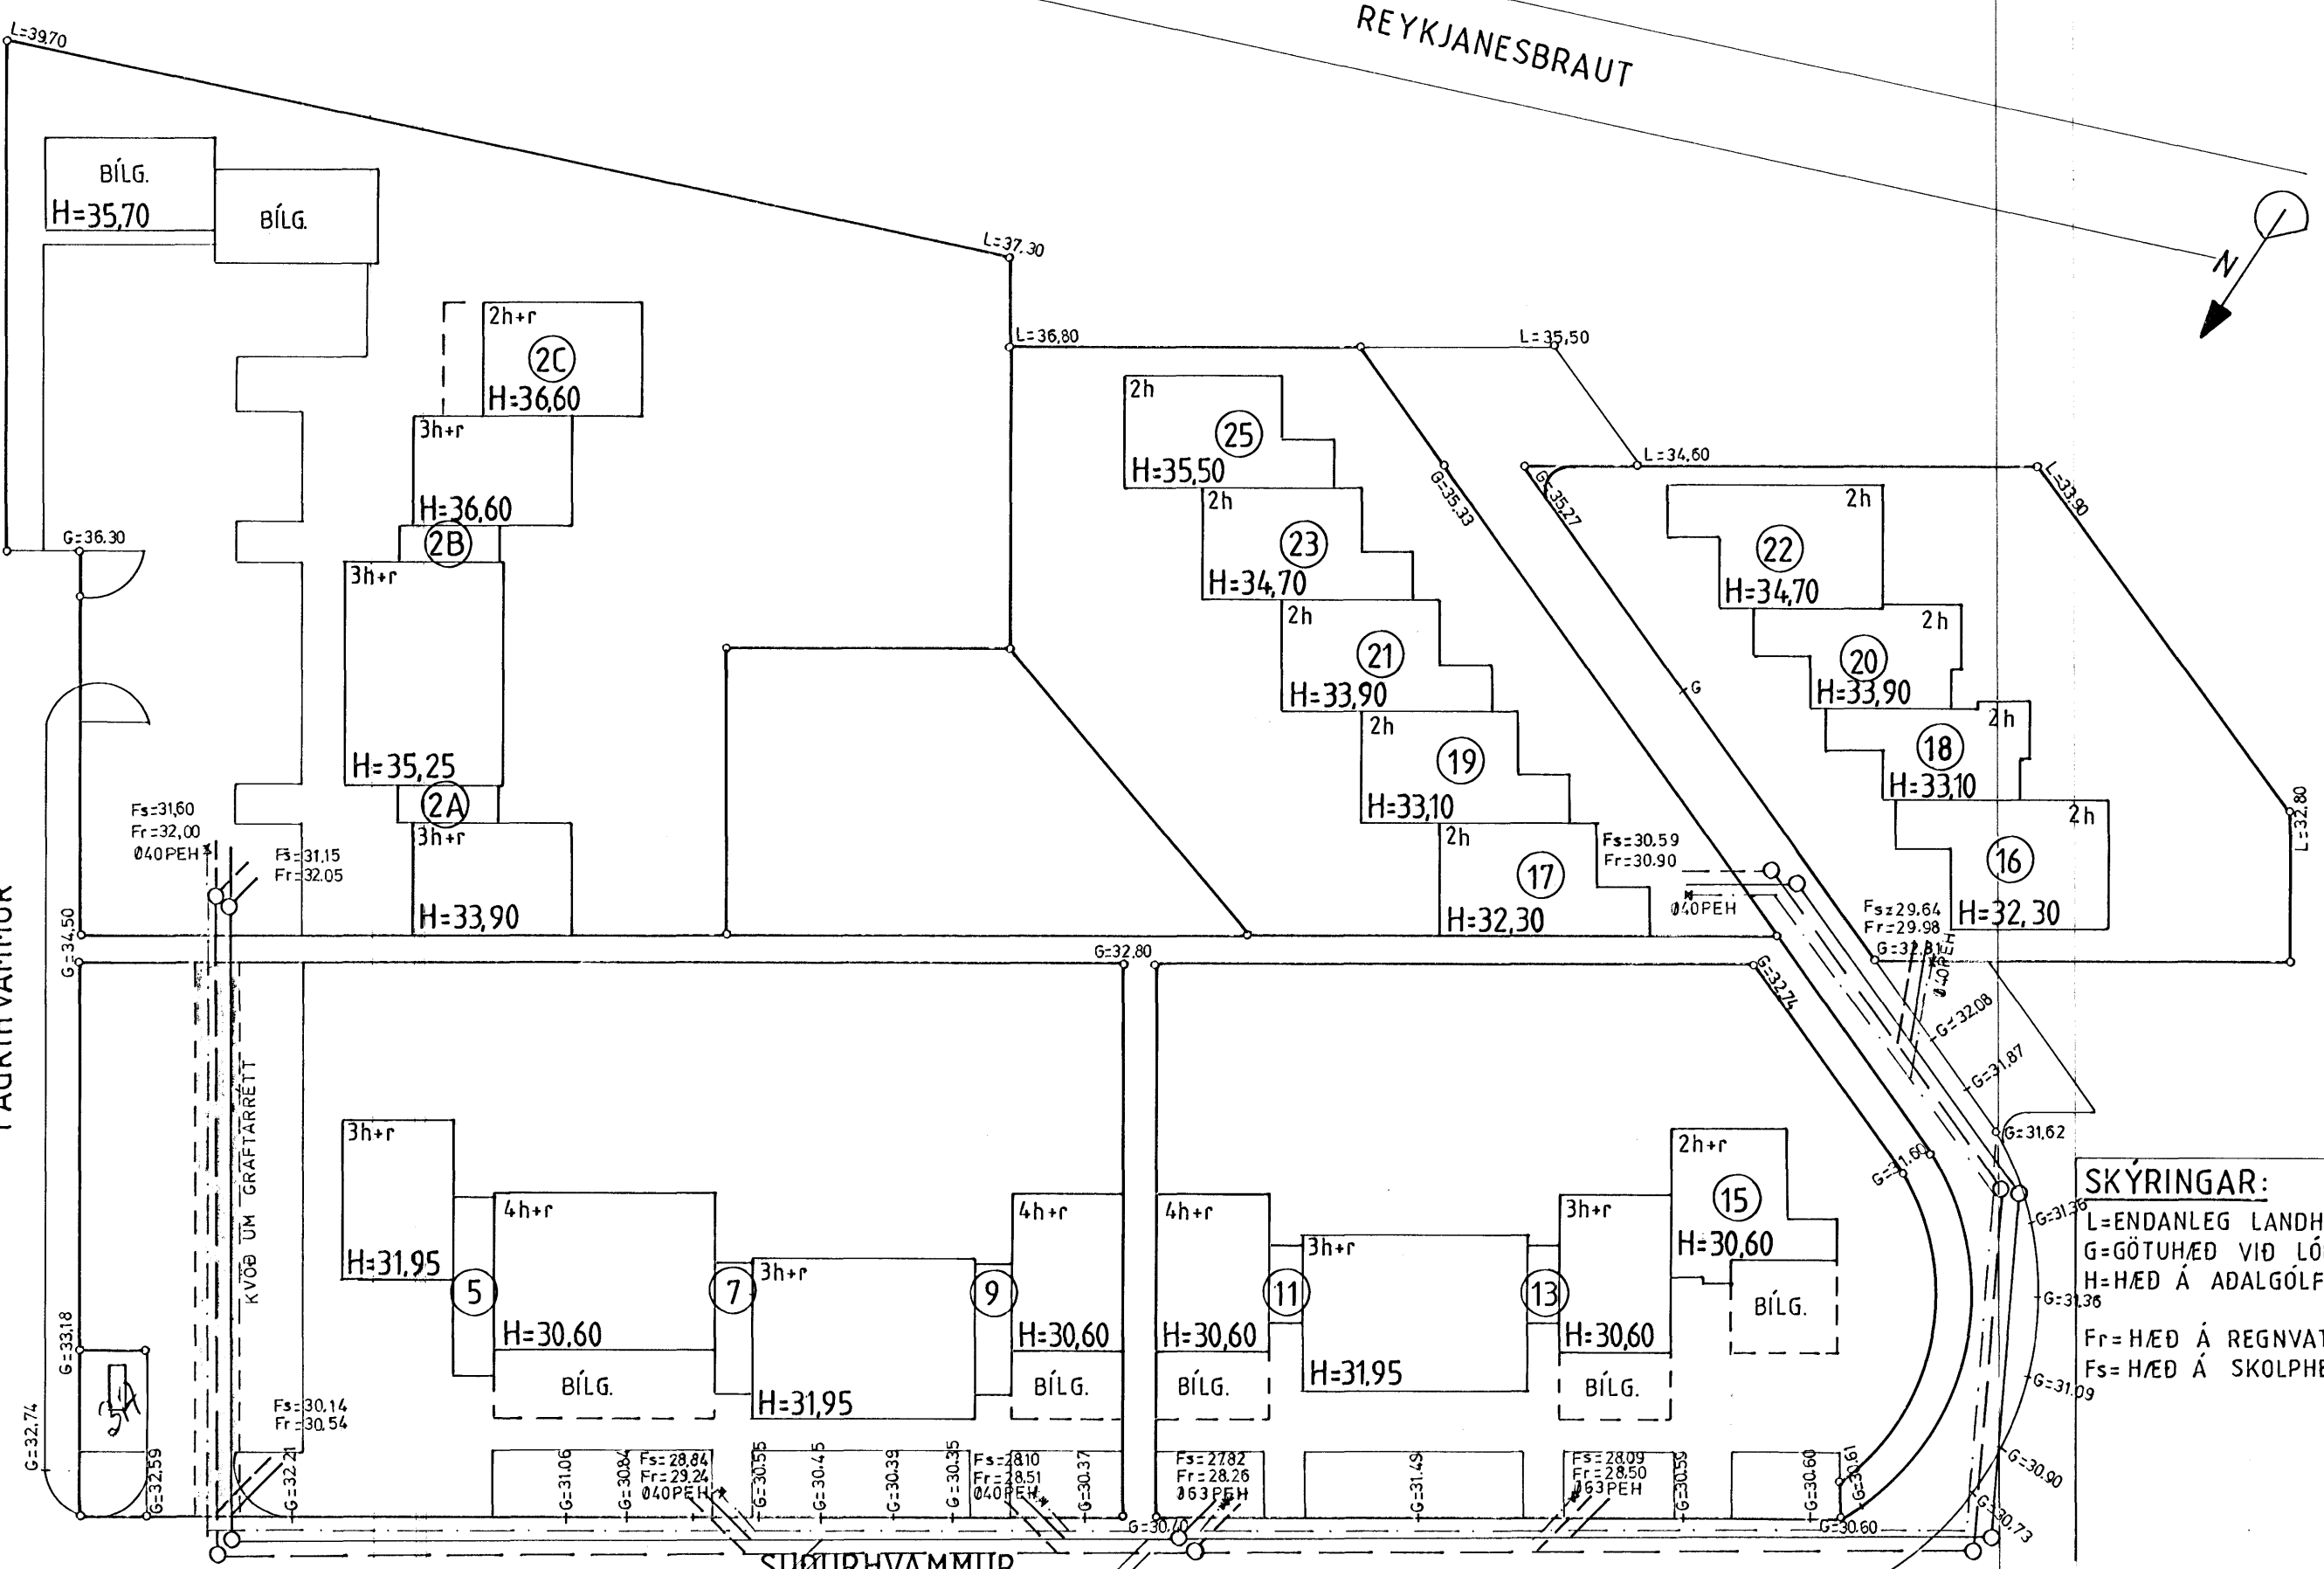 REYKJANESBRAUT
L=39,70
BÍLG.
H=35,70
BÍLG.
N
L=37.30
2h+r
2C
H=36,60
L=36,80
L=35,50
3h+r
H=36,60
2B
2h
25
H=35,50
L=34.60
L=33.90
G=35,33
G=35,27
2h
22
H=34,70
G=36.30
3h+r
H=35,25
2A
2h
23
H=34,70
2h
21
H=33,90
G
2h
20
H=33,90
2h
19
H=33,10
2h
18
H=33,10
L=32,80
Fs=31,60
Fr=32,00
Ø40PEH
Fs=31,15
Fr=32.05
3h+r
H=33,90
2h
17
H=32,30
Fs=30.59
Fr=30.90
Ø40PEH
2h
16
H=32,30
Fs=29.64
Fr=29.98
G=32.81
Ø40PEH
G=34.50
G=32.80
G=32.74
G=32.08
G=31,87
G=31,62
G=31.60
KVÖÐ UM GRAFTARRÉTT
3h+r
H=31,95
5
4h+r
H=30,60
BÍLG.
7
3h+r
H=31,95
9
4h+r
H=30,60
BÍLG.
4h+r
H=30,60
BÍLG.
11
3h+r
H=31,95
13
3h+r
H=30,60
BÍLG.
2h+r
15
H=30,60
BÍLG.
SKÝRINGAR:
L=ENDANLEG LANDH
G=GÖTUHÆÐ VIÐ LÓ
H=HÆÐ Á AÐALGÓLF
Fr=HÆÐ Á REGNVAT
Fs=HÆÐ Á SKOLPHE
G=31.36
G=31.36
G=31.09
G=30.90
G=30.73
G=33.18
G=32.74
G=32.59
Fs=30.14
Fr=30.54
G=32.21
G=31.06
G=30.84
Fs=28,84
Fr=29.24
Ø40PEH
G=30.55
G=30.45
G=30.39
G=30.35
Fs=28.10
Fr=28.51
Ø40PEH
G=30.37
Fs=27.82
Fr=28.26
Ø63PEH
G=31.49
Fs=28.09
Fr=28.50
Ø63PEH
G=30.59
G=30.60
G=30.61
G=30.40
G=30.60
SUÐURHVAMMUR